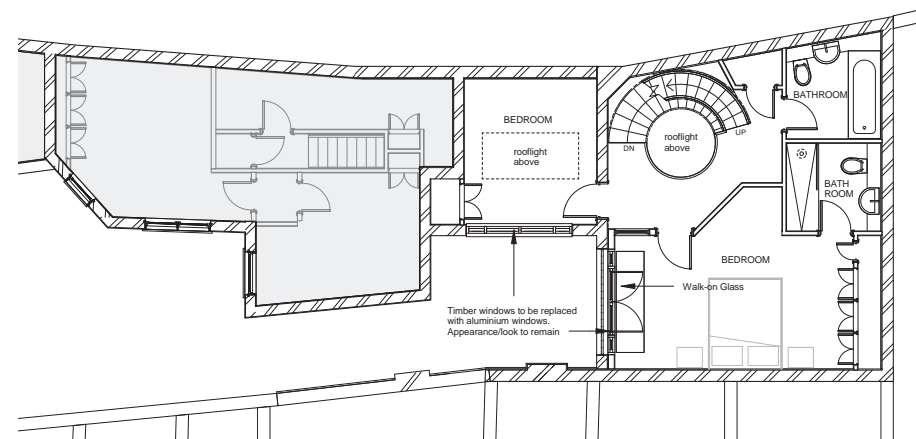 BEDROOM
rooflight
above
DN
UP
rooflight
above
BATHROOM
BATH
ROOM
BEDROOM
Walk-on Glass
Timber windows to be replaced
with aluminium windows.
Appearance/look to remain